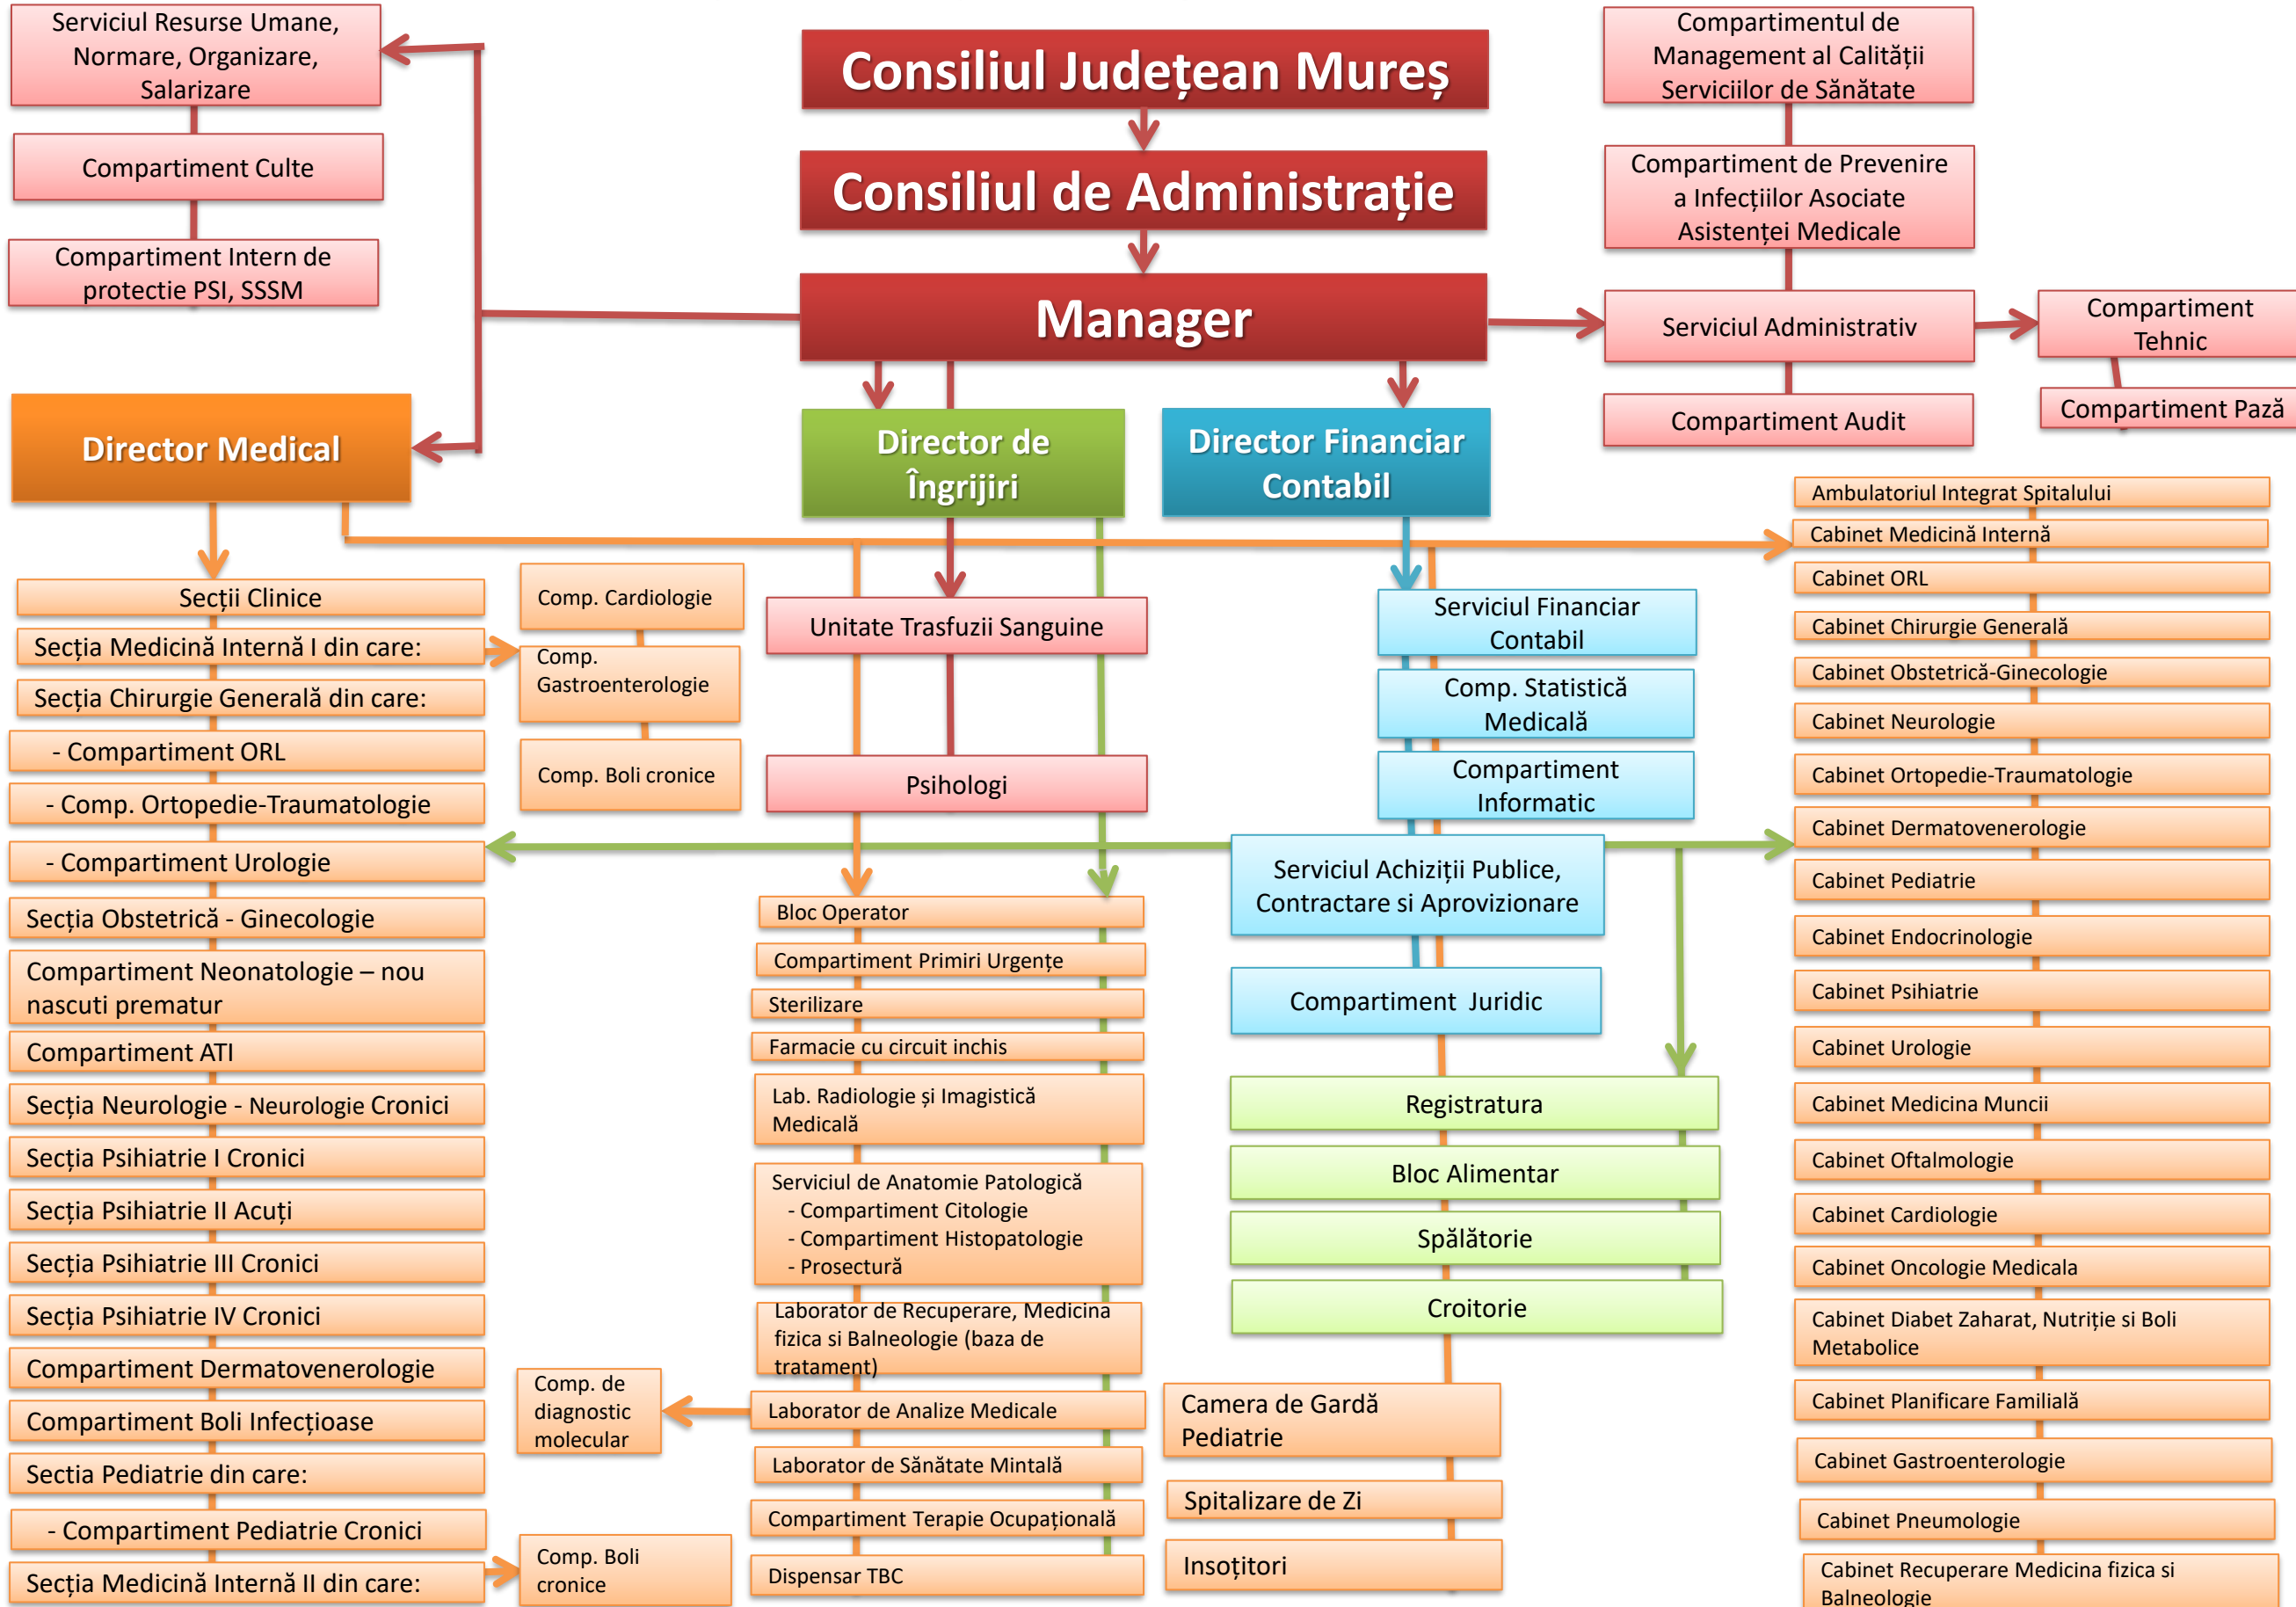 Serviciul Resurse Umane,
Normare, Organizare,
Salarizare
Compartiment Culte
Compartiment Intern de
protectie PSI, SSSM
Consiliul Județean Mureș
Consiliul de Administrație
Manager
Compartimentul de
Management al Calității
Serviciilor de Sănătate
Compartiment de Prevenire
a Infecțiilor Asociate
Asistenței Medicale
Serviciul Administrativ
Compartiment
Tehnic
Compartiment Audit
Compartiment Pază
Director Medical
Director de
Îngrijiri
Director Financiar
Contabil
Secții Clinice
Secția Medicină Internă I din care:
Secția Chirurgie Generală din care:
- Compartiment ORL
- Comp. Ortopedie-Traumatologie
- Compartiment Urologie
Secția Obstetrică - Ginecologie
Compartiment Neonatologie – nou
nascuti prematur
Compartiment ATI
Secția Neurologie - Neurologie Cronici
Secția Psihiatrie I Cronici
Secția Psihiatrie II Acuți
Secția Psihiatrie III Cronici
Secția Psihiatrie IV Cronici
Compartiment Dermatovenerologie
Compartiment Boli Infecțioase
Sectia Pediatrie din care:
- Compartiment Pediatrie Cronici
Secția Medicină Internă II din care:
Comp. Cardiologie
Comp.
Gastroenterologie
Comp. Boli cronice
Comp. de
diagnostic
molecular
Comp. Boli
cronice
Unitate Trasfuzii Sanguine
Psihologi
Bloc Operator
Compartiment Primiri Urgențe
Sterilizare
Farmacie cu circuit inchis
Lab. Radiologie și Imagistică
Medicală
Serviciul de Anatomie Patologică
- Compartiment Citologie
- Compartiment Histopatologie
- Prosectură
Laborator de Recuperare, Medicina
fizica si Balneologie (baza de
tratament)
Laborator de Analize Medicale
Laborator de Sănătate Mintală
Compartiment Terapie Ocupațională
Dispensar TBC
Serviciul Financiar
Contabil
Comp. Statistică
Medicală
Compartiment
Informatic
Serviciul Achiziții Publice,
Contractare si Aprovizionare
Compartiment Juridic
Registratura
Bloc Alimentar
Spălătorie
Croitorie
Camera de Gardă
Pediatrie
Spitalizare de Zi
Insoțitori
Ambulatoriul Integrat Spitalului
Cabinet Medicină Internă
Cabinet ORL
Cabinet Chirurgie Generală
Cabinet Obstetrică-Ginecologie
Cabinet Neurologie
Cabinet Ortopedie-Traumatologie
Cabinet Dermatovenerologie
Cabinet Pediatrie
Cabinet Endocrinologie
Cabinet Psihiatrie
Cabinet Urologie
Cabinet Medicina Muncii
Cabinet Oftalmologie
Cabinet Cardiologie
Cabinet Oncologie Medicala
Cabinet Diabet Zaharat, Nutriție si Boli
Metabolice
Cabinet Planificare Familială
Cabinet Gastroenterologie
Cabinet Pneumologie
Cabinet Recuperare Medicina fizica si
Balneologie